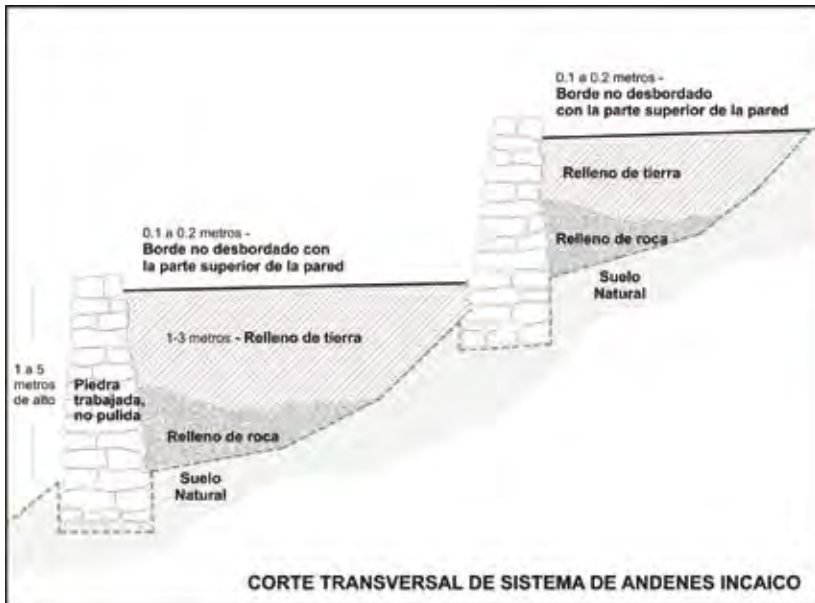 0.1 a 0.2 metros -
Borde no desbordado
con la parte superior de la pared
Relleno de tierra
Relleno de roca
Suelo
Natural
0.1 a 0.2 metros -
Borde no desbordado con
la parte superior de la pared
1-3 metros - Relleno de tierra
1 a 5
metros
de alto
Piedra
trabajada,
no pulida
Relleno de roca
Suelo
Natural
CORTE TRANSVERSAL DE SISTEMA DE ANDENES INCAICO